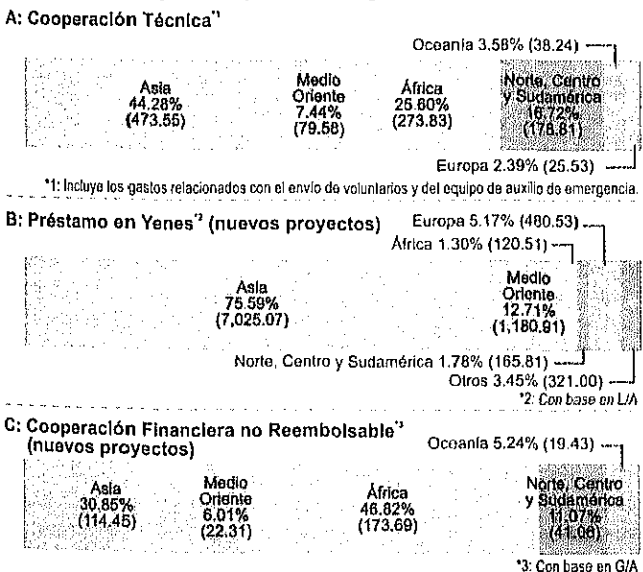 A: Cooperación Técnica*1
Oceanía 3.58% (38.24)
Asia
44.28%
(473.55)
Medio
Oriente
7.44%
(79.58)
África
25.60%
(273.83)
Norte, Centro
y Sudamérica
16.72%
(178.81)
Europa 2.39% (25.53)
*1: Incluye los gastos relacionados con el envío de voluntarios y del equipo de auxilio de emergencia.
B: Préstamo en Yenes*2 (nuevos proyectos)
Europa 5.17% (480.53)
África 1.30% (120.51)
Asia
75.59%
(7,025.07)
Medio
Oriente
12.71%
(1,180.91)
Norte, Centro y Sudamérica 1.78% (165.81)
Otros 3.45% (321.00)
*2: Con base en L/A
C: Cooperación Financiera no Reembolsable*3
(nuevos proyectos)
Oceanía 5.24% (19.43)
Asia
30.85%
(114.45)
Medio
Oriente
6.01%
(22.31)
África
46.82%
(173.69)
Norte, Centro
y Sudamérica
11.07%
(41.06)
*3: Con base en G/A